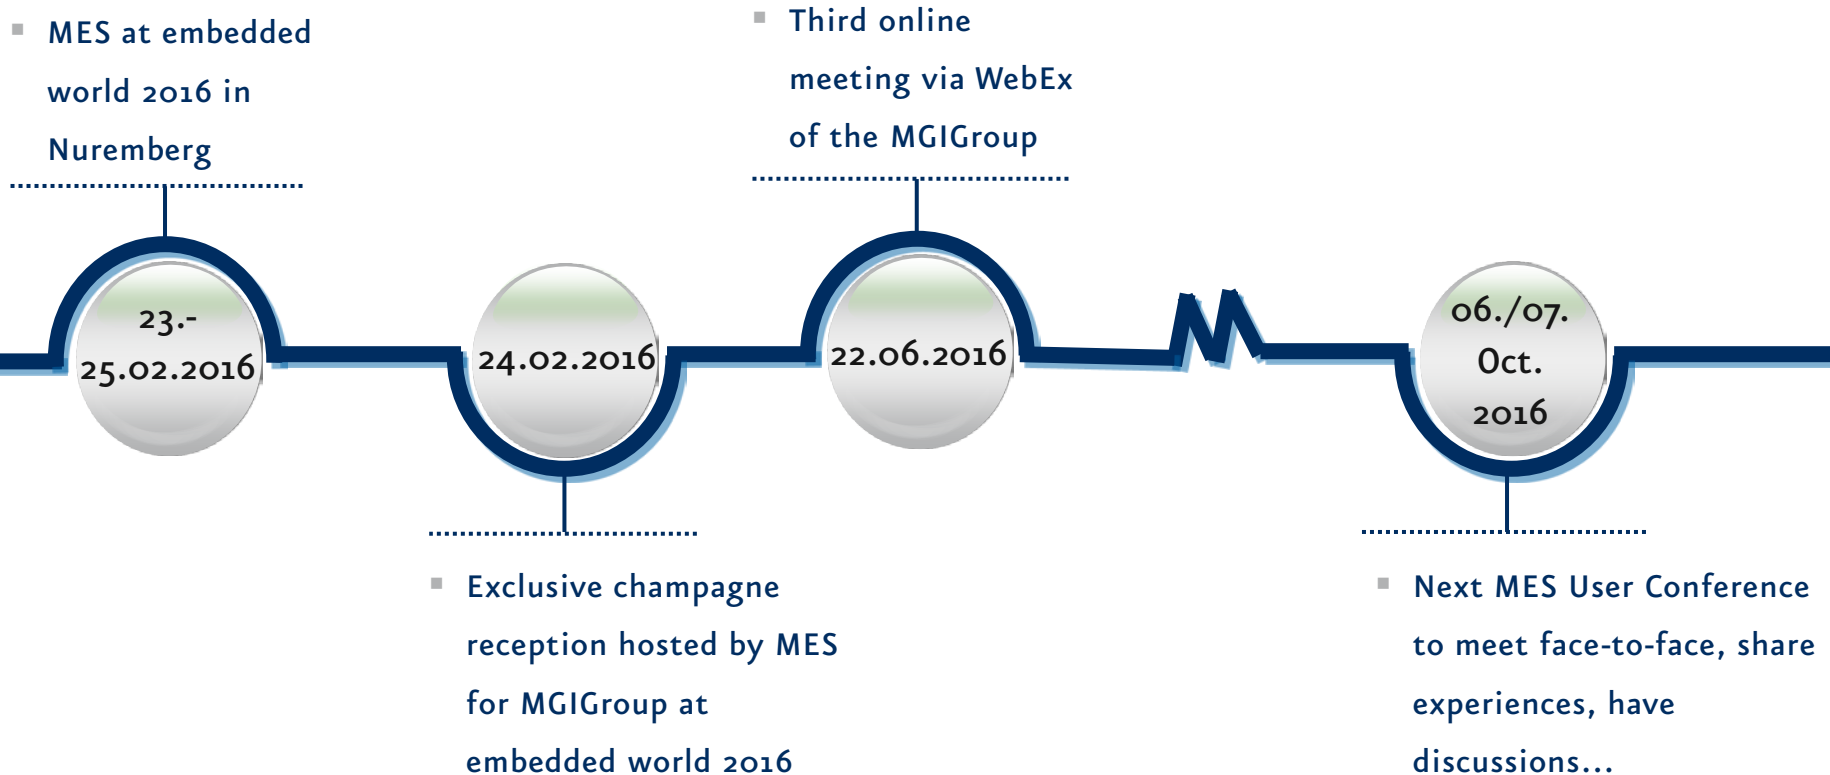 MES at embedded
world 2016 in
Nuremberg
23.-
25.02.2016
Exclusive champagne
reception hosted by MES
for MGIGroup at
embedded world 2016
24.02.2016
Third online
meeting via WebEx
of the MGIGroup
22.06.2016
06./07.
Oct.
2016
Next MES User Conference
to meet face-to-face, share
experiences, have
discussions...